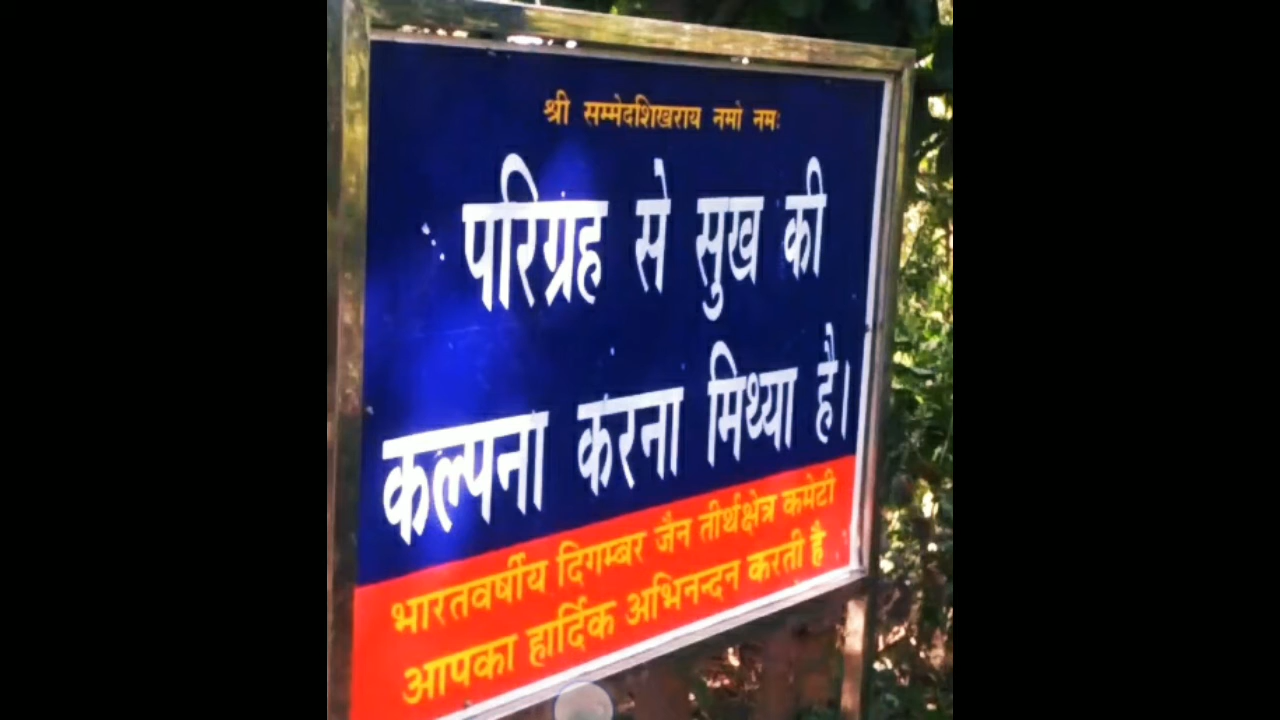 श्री सम्मेदशिखराय नमो नमः
परिग्रह से सुख की
कल्पना करना मिथ्या है।
भारतवर्षीय दिगम्बर जैन तीर्थक्षेत्र कमेटी
आपका हार्दिक अभिनन्दन करती है